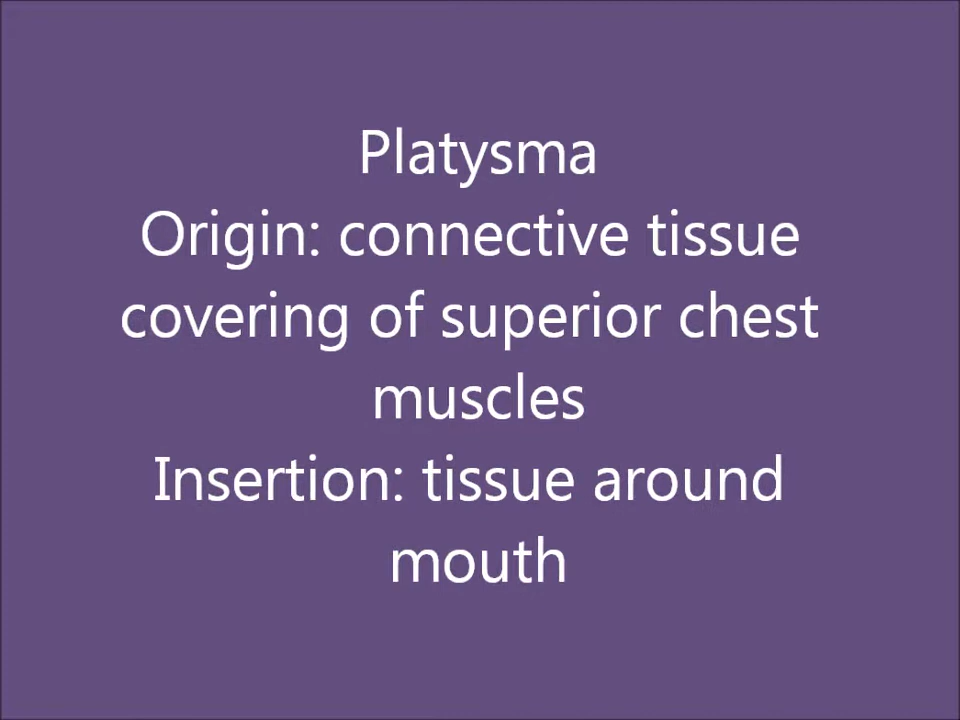 Platysma
Origin: connective tissue
covering of superior chest
muscles
Insertion: tissue around
mouth